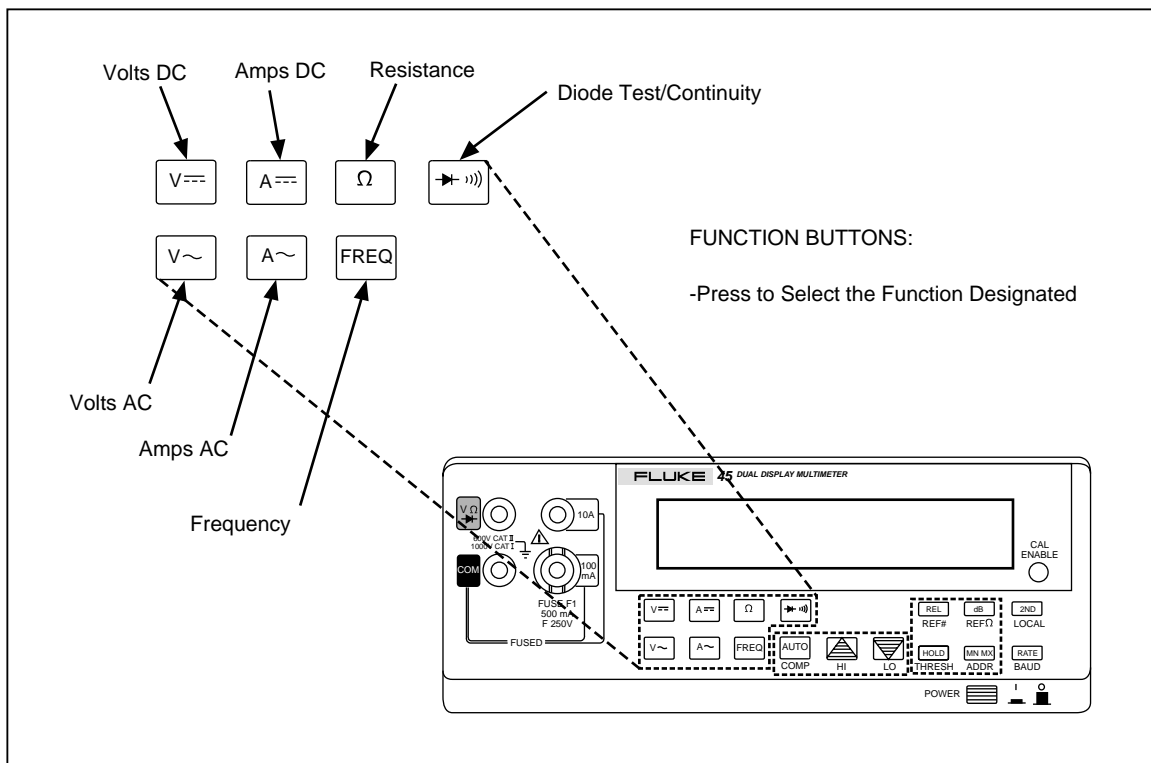 Volts DC
Amps DC
Resistance
Diode Test/Continuity
V
A
Ω
V
A
FREQ
FUNCTION BUTTONS:
-Press to Select the Function Designated
Volts AC
Amps AC
Frequency
FLUKE 45 DUAL DISPLAY MULTIMETER
V Ω
10A
600V CAT II
1000V CAT I
COM
100
mA
FUSE F1
500 mA
F 250V
FUSED
CAL
ENABLE
V
A
Ω
REL
dB
2ND
REF#
REFΩ
LOCAL
V
A
FREQ
AUTO
COMP
HI
LO
HOLD
MN MX
RATE
THRESH
ADDR
BAUD
POWER
I
O